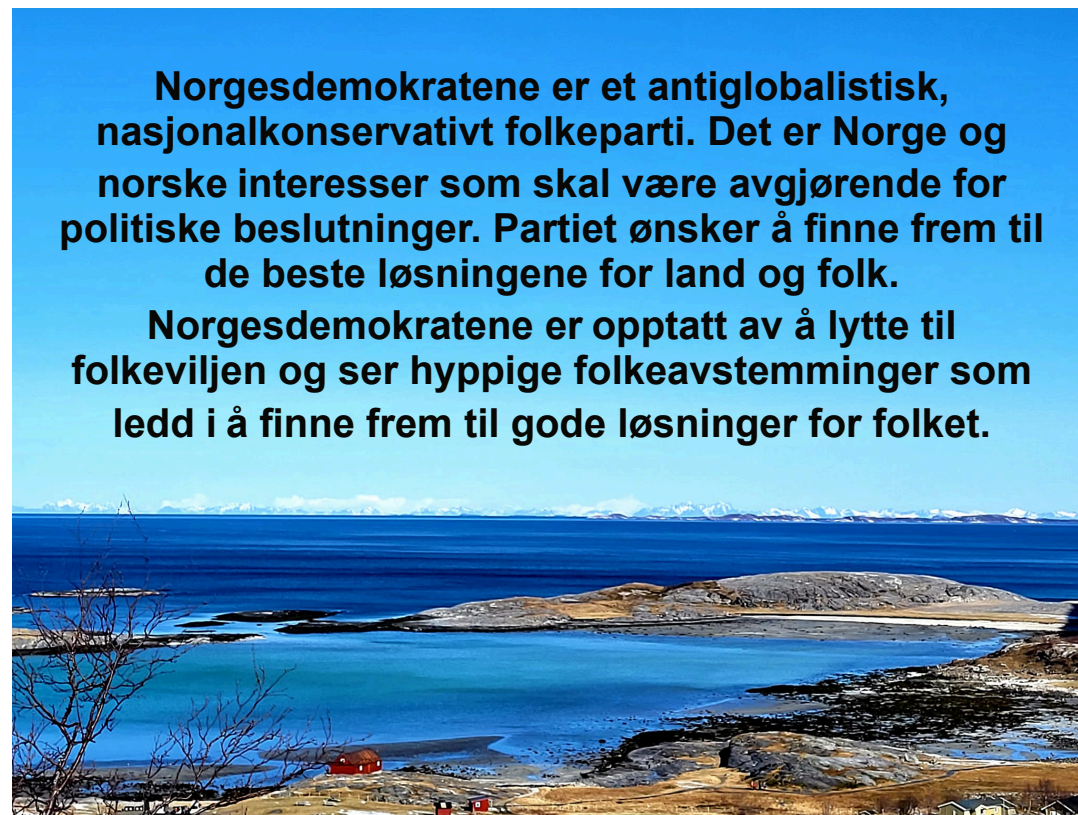 Norgesdemokratene er et antiglobalistisk,
nasjonalkonservativt folkeparti. Det er Norge og
norske interesser som skal være avgjørende for
politiske beslutninger. Partiet ønsker å finne frem til
de beste løsningene for land og folk.
Norgesdemokratene er opptatt av å lytte til
folkeviljen og ser hyppige folkeavstemminger som
ledd i å finne frem til gode løsninger for folket.